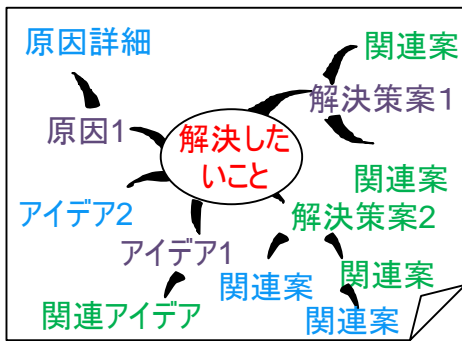 原因詳細
関連案
解決策案1
原因1
解決した
いこと
関連案
アイデア2
解決策案2
アイデア1
関連案
関連案
関連アイデア
関連案